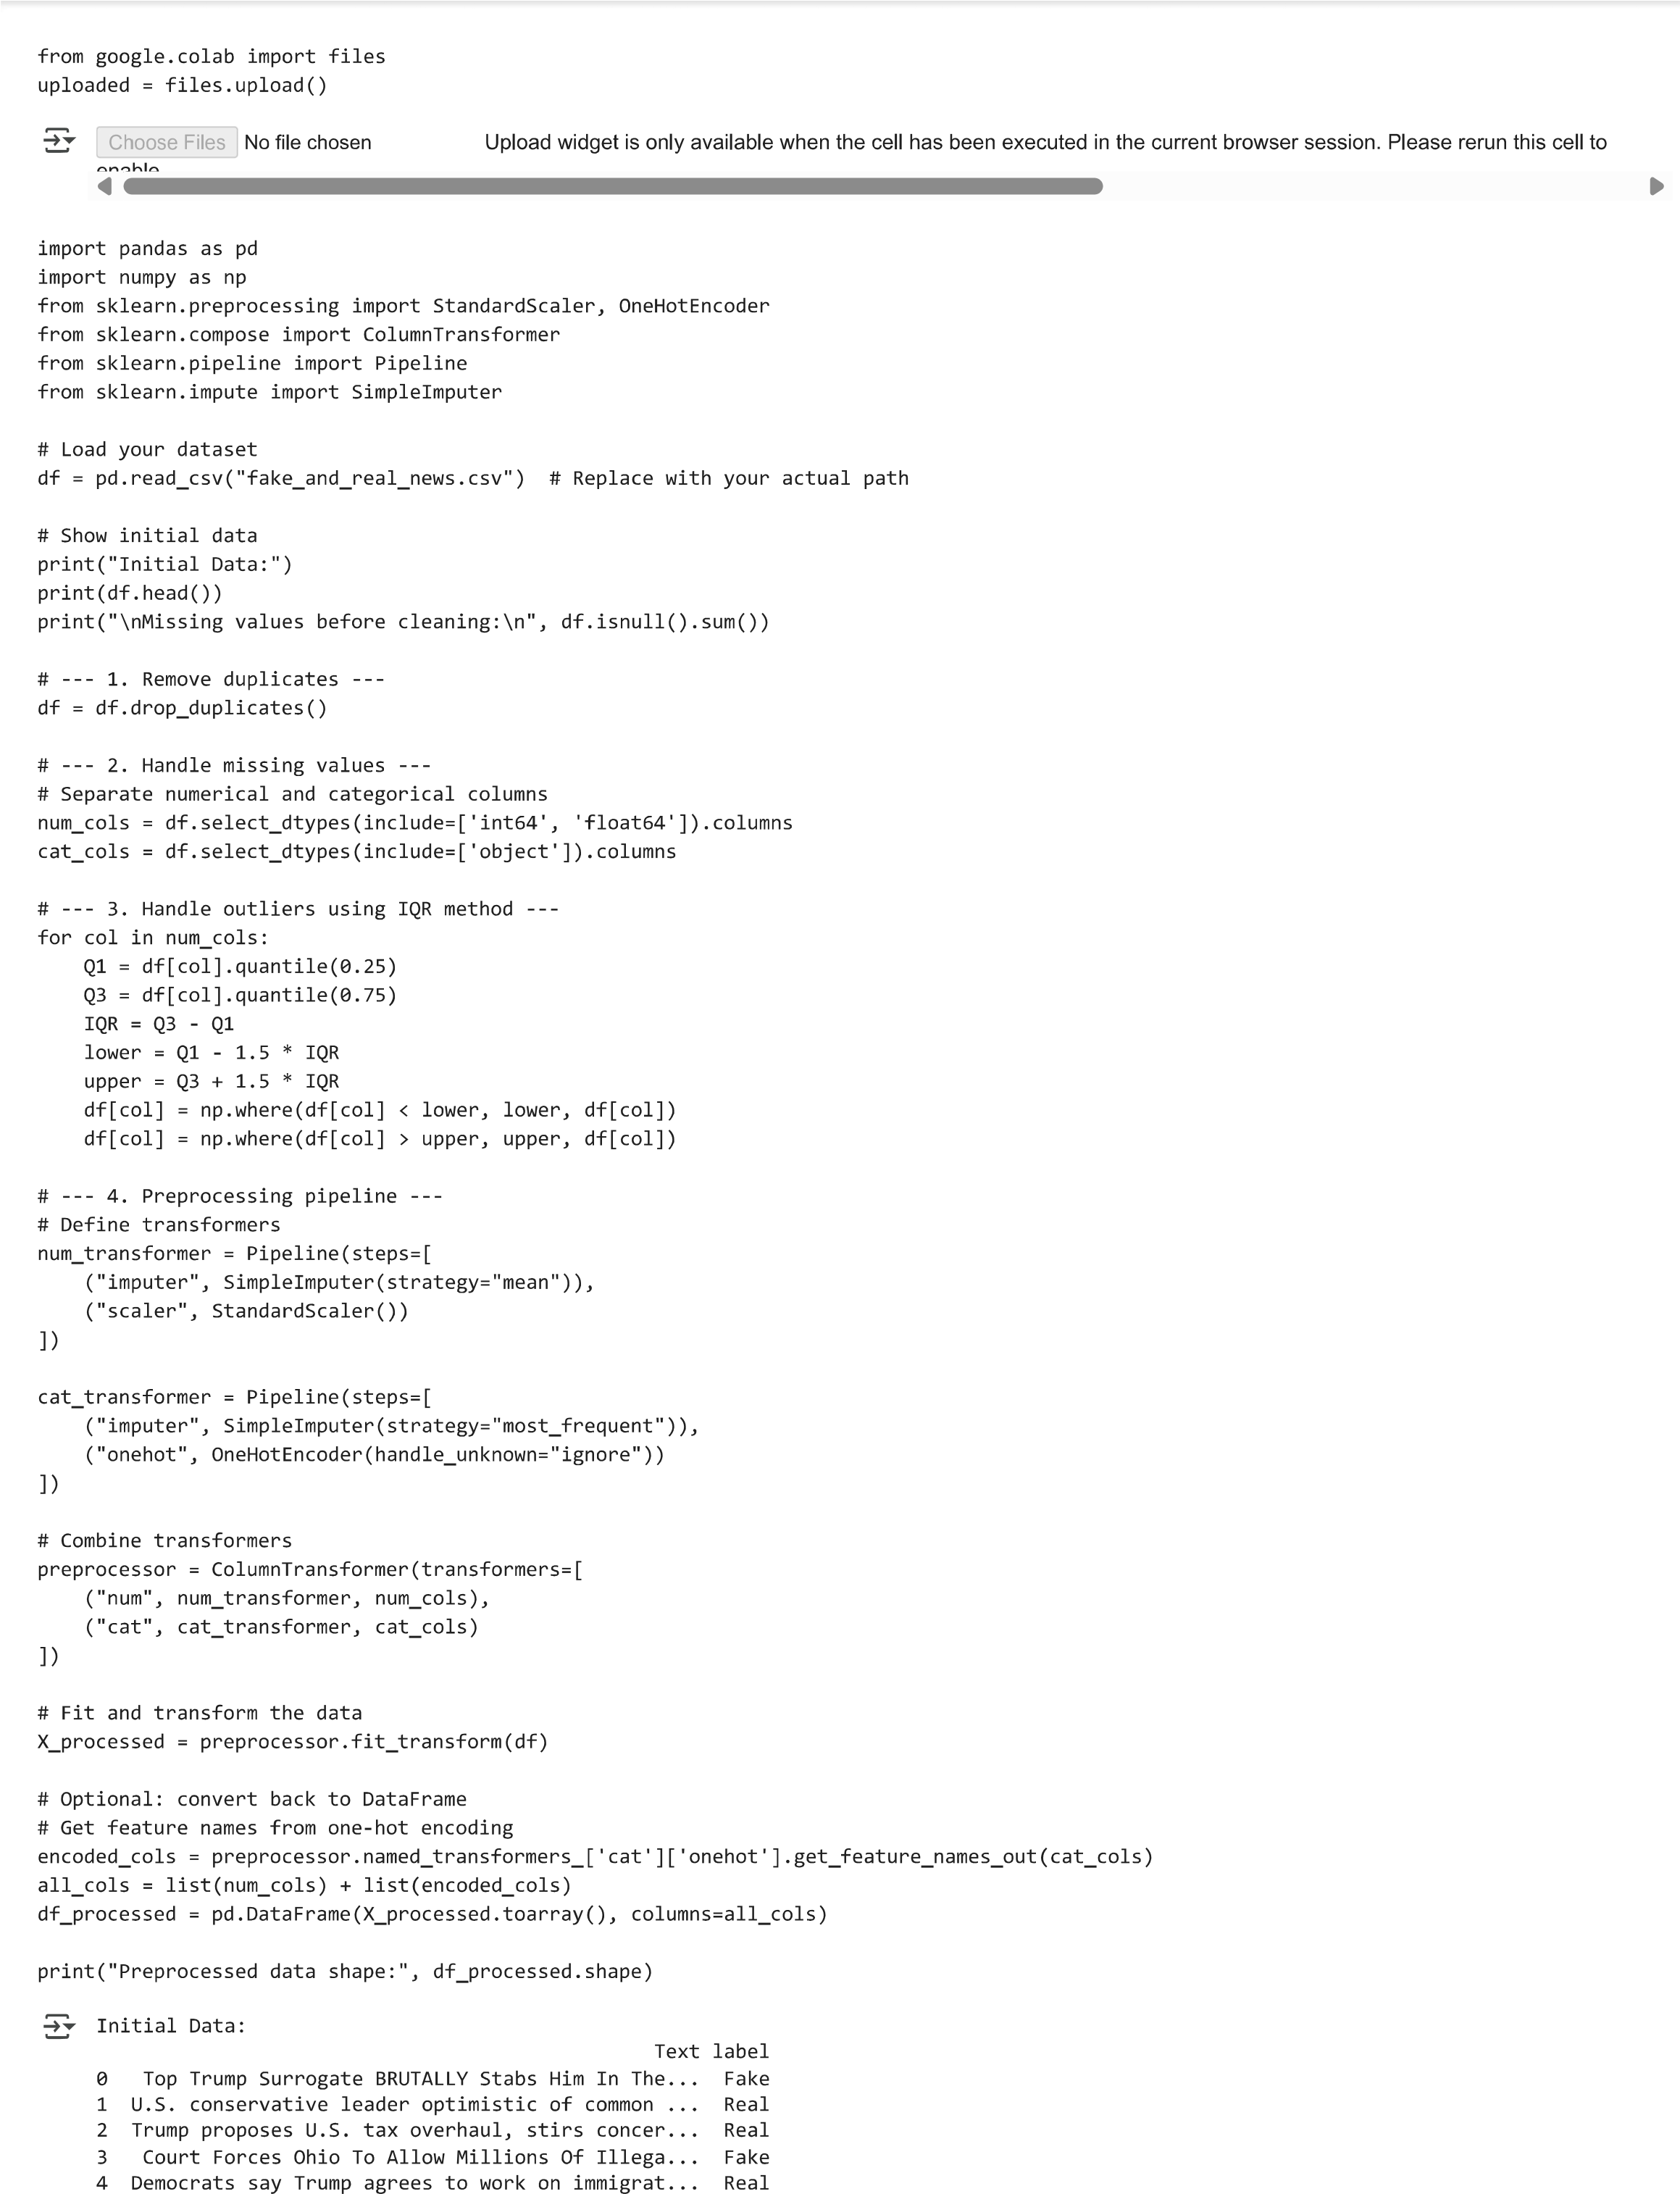 from google.colab import files
uploaded = files.upload()
Choose Files No file chosen Upload widget is only available when the cell has been executed in the current browser session. Please rerun this cell to
enable
import pandas as pd
import numpy as np
from sklearn.preprocessing import StandardScaler, OneHotEncoder
from sklearn.compose import ColumnTransformer
from sklearn.pipeline import Pipeline
from sklearn.impute import SimpleImputer
# Load your dataset
df = pd.read_csv("fake_and_real_news.csv")  # Replace with your actual path
# Show initial data
print("Initial Data:")
print(df.head())
print("\nMissing values before cleaning:\n", df.isnull().sum())
# --- 1. Remove duplicates ---
df = df.drop_duplicates()
# --- 2. Handle missing values ---
# Separate numerical and categorical columns
num_cols = df.select_dtypes(include=['int64', 'float64']).columns
cat_cols = df.select_dtypes(include=['object']).columns
# --- 3. Handle outliers using IQR method ---
for col in num_cols:
    Q1 = df[col].quantile(0.25)
    Q3 = df[col].quantile(0.75)
    IQR = Q3 - Q1
    lower = Q1 - 1.5 * IQR
    upper = Q3 + 1.5 * IQR
    df[col] = np.where(df[col] < lower, lower, df[col])
    df[col] = np.where(df[col] > upper, upper, df[col])
# --- 4. Preprocessing pipeline ---
# Define transformers
num_transformer = Pipeline(steps=[
    ("imputer", SimpleImputer(strategy="mean")),
    ("scaler", StandardScaler())
])
cat_transformer = Pipeline(steps=[
    ("imputer", SimpleImputer(strategy="most_frequent")),
    ("onehot", OneHotEncoder(handle_unknown="ignore"))
])
# Combine transformers
preprocessor = ColumnTransformer(transformers=[
    ("num", num_transformer, num_cols),
    ("cat", cat_transformer, cat_cols)
])
# Fit and transform the data
X_processed = preprocessor.fit_transform(df)
# Optional: convert back to DataFrame
# Get feature names from one-hot encoding
encoded_cols = preprocessor.named_transformers_['cat']['onehot'].get_feature_names_out(cat_cols)
all_cols = list(num_cols) + list(encoded_cols)
df_processed = pd.DataFrame(X_processed.toarray(), columns=all_cols)
print("Preprocessed data shape:", df_processed.shape)
Initial Data:
Text label
0 Top Trump Surrogate BRUTALLY Stabs Him In The... Fake
1 U.S. conservative leader optimistic of common ... Real
2 Trump proposes U.S. tax overhaul, stirs concer... Real
3 Court Forces Ohio To Allow Millions Of Illega... Fake
4 Democrats say Trump agrees to work on immigrat... Real